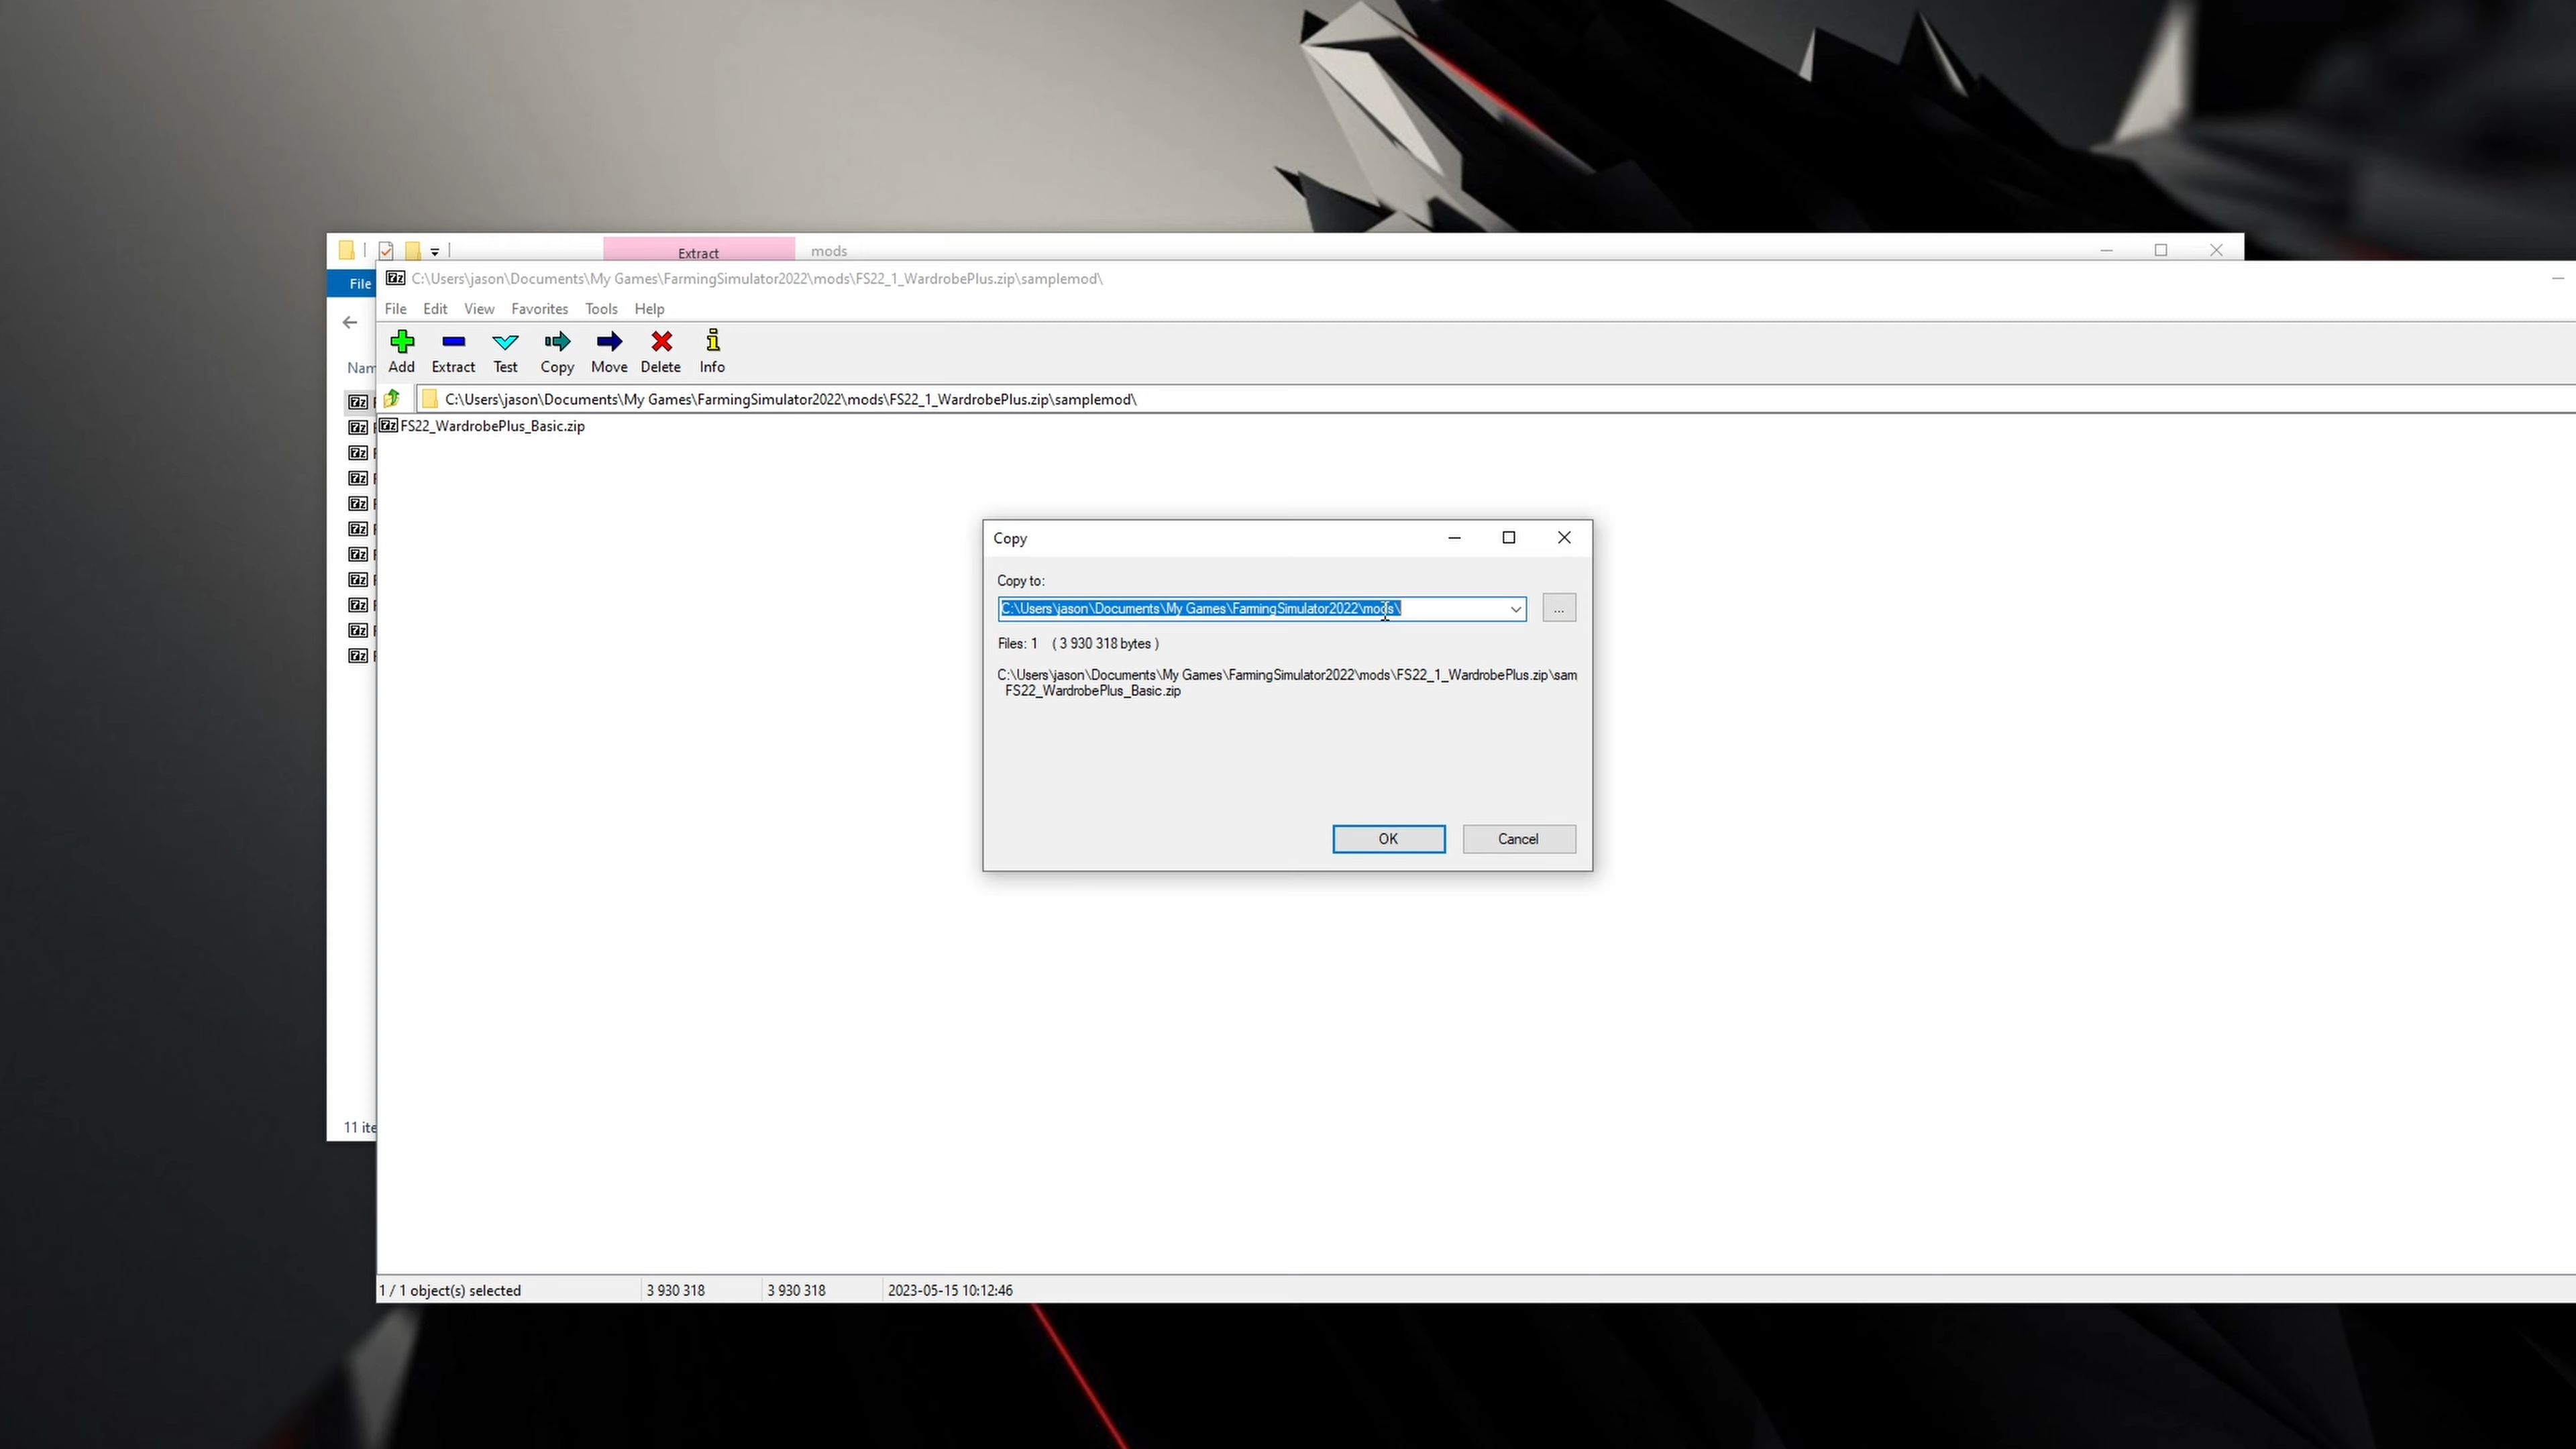 Extract mods
File
C:\Users\jason\Documents\My Games\FarmingSimulator2022\mods\FS22_1_WardrobePlus.zip\samplemod\
File Edit View Favorites Tools Help
Add Extract Test Copy Move Delete Info
C:\Users\jason\Documents\My Games\FarmingSimulator2022\mods\FS22_1_WardrobePlus.zip\samplemod\
FS22_WardrobePlus_Basic.zip
Copy
Copy to:
C:\Users\jason\Documents\My Games\FarmingSimulator2022\mods\
...
Files: 1 ( 3 930 318 bytes )
C:\Users\jason\Documents\My Games\FarmingSimulator2022\mods\FS22_1_WardrobePlus.zip\sam
FS22_WardrobePlus_Basic.zip
OK Cancel
11 ite
1 / 1 object(s) selected 3 930 318 3 930 318 2023-05-15 10:12:46